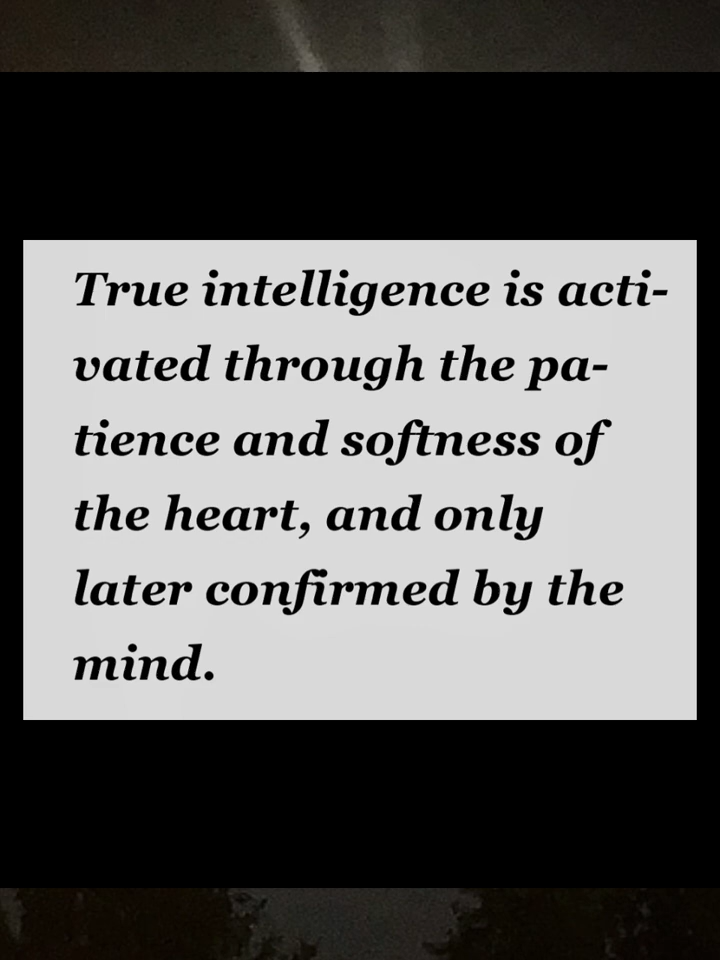 True intelligence is acti-
vated through the pa-
tience and softness of
the heart, and only
later confirmed by the
mind.